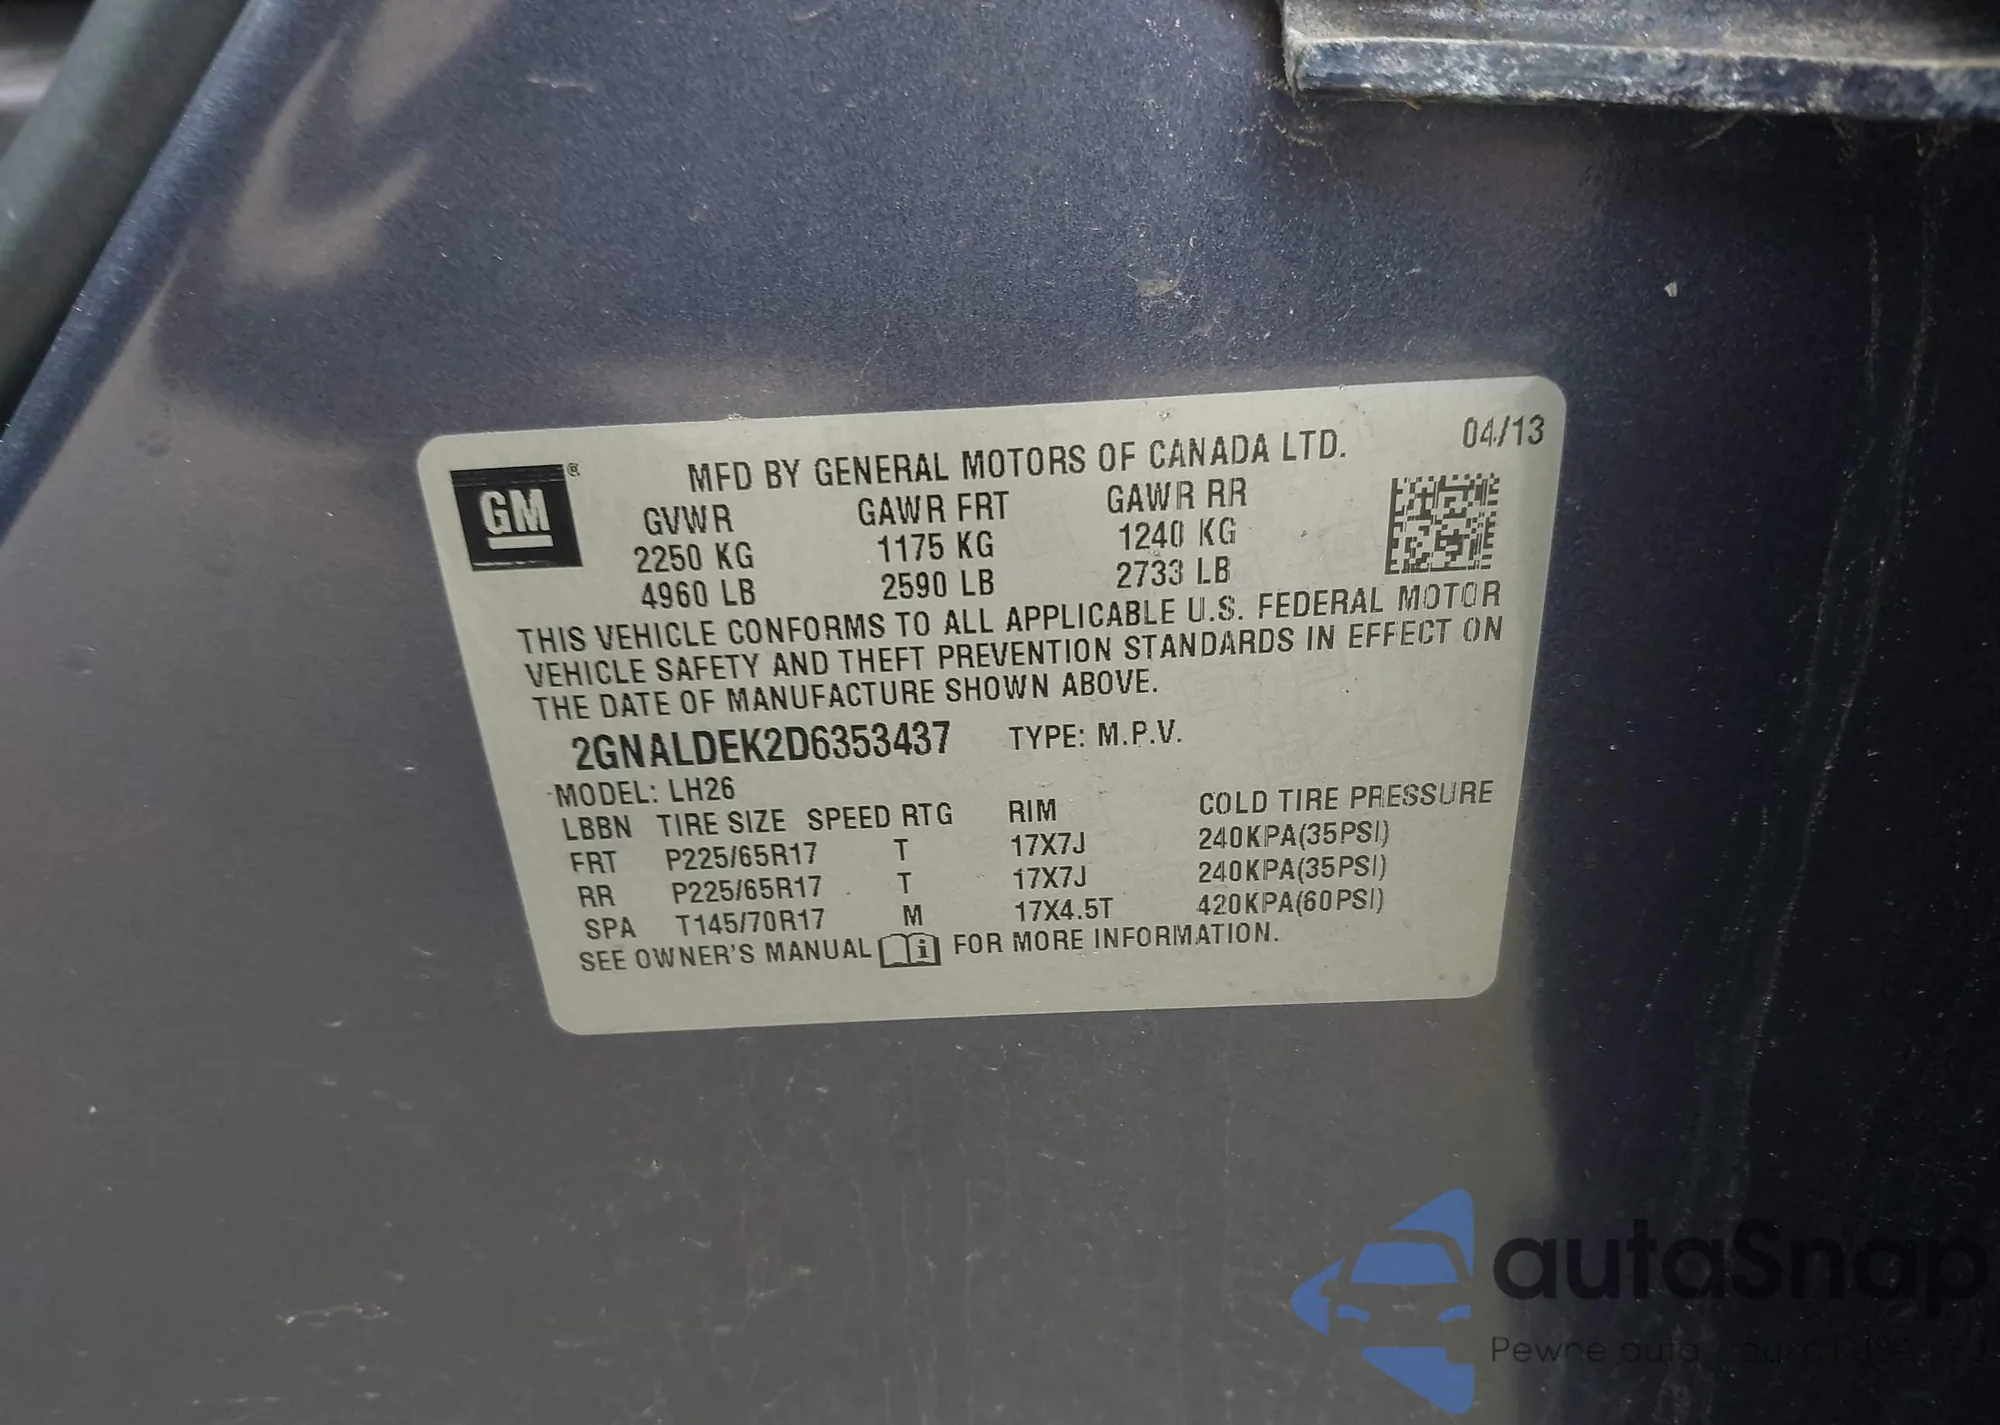 MFD BY GENERAL MOTORS OF CANADA LTD. 04/13
GM ®
GVWR GAWR FRT GAWR RR
2250 KG 1175 KG 1240 KG
4960 LB 2590 LB 2733 LB
THIS VEHICLE CONFORMS TO ALL APPLICABLE U.S. FEDERAL MOTOR
VEHICLE SAFETY AND THEFT PREVENTION STANDARDS IN EFFECT ON
THE DATE OF MANUFACTURE SHOWN ABOVE.
2GNALDEK2D6353437 TYPE: M.P.V.
MODEL: LH26
LBBN TIRE SIZE SPEED RTG RIM COLD TIRE PRESSURE
FRT P225/65R17 T 17X7J 240KPA(35PSI)
RR P225/65R17 T 17X7J 240KPA(35PSI)
SPA T145/70R17 M 17X4.5T 420KPA(60PSI)
SEE OWNER'S MANUAL i FOR MORE INFORMATION.
autaSnap
Pewne auta